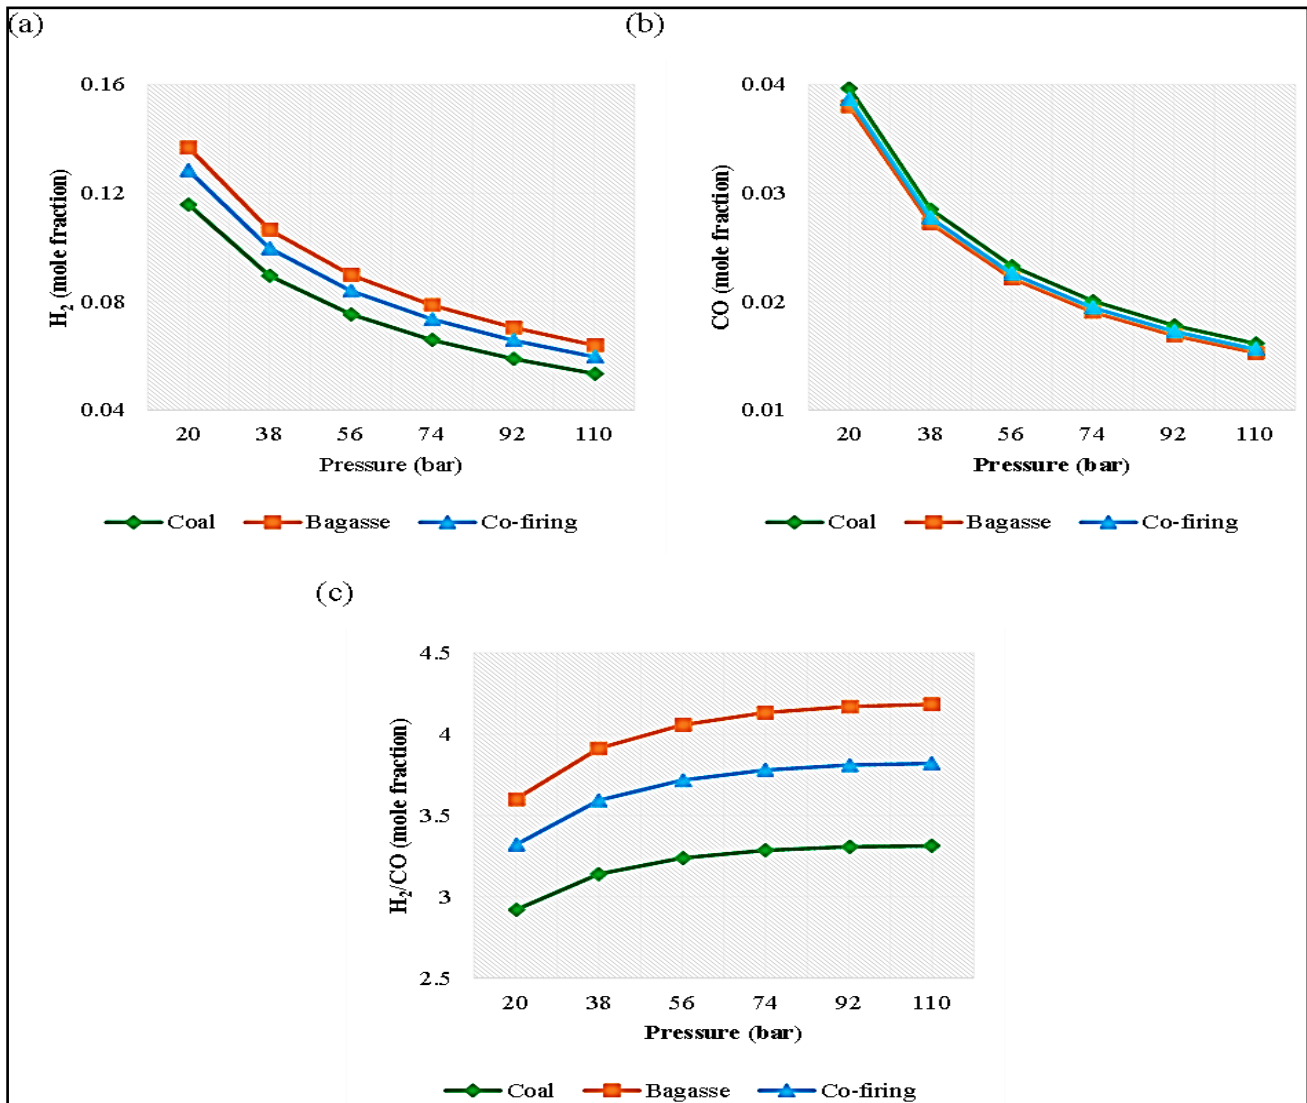 (a)
0.16
0.12
0.08
0.04
H₂ (mole fraction)
20 38 56 74 92 110
Pressure (bar)
Coal Bagasse Co-firing
(b)
0.04
0.03
0.02
0.01
CO (mole fraction)
20 38 56 74 92 110
Pressure (bar)
Coal Bagasse Co-firing
(c)
4.5
4
3.5
3
2.5
H₂/CO (mole fraction)
20 38 56 74 92 110
Pressure (bar)
Coal Bagasse Co-firing